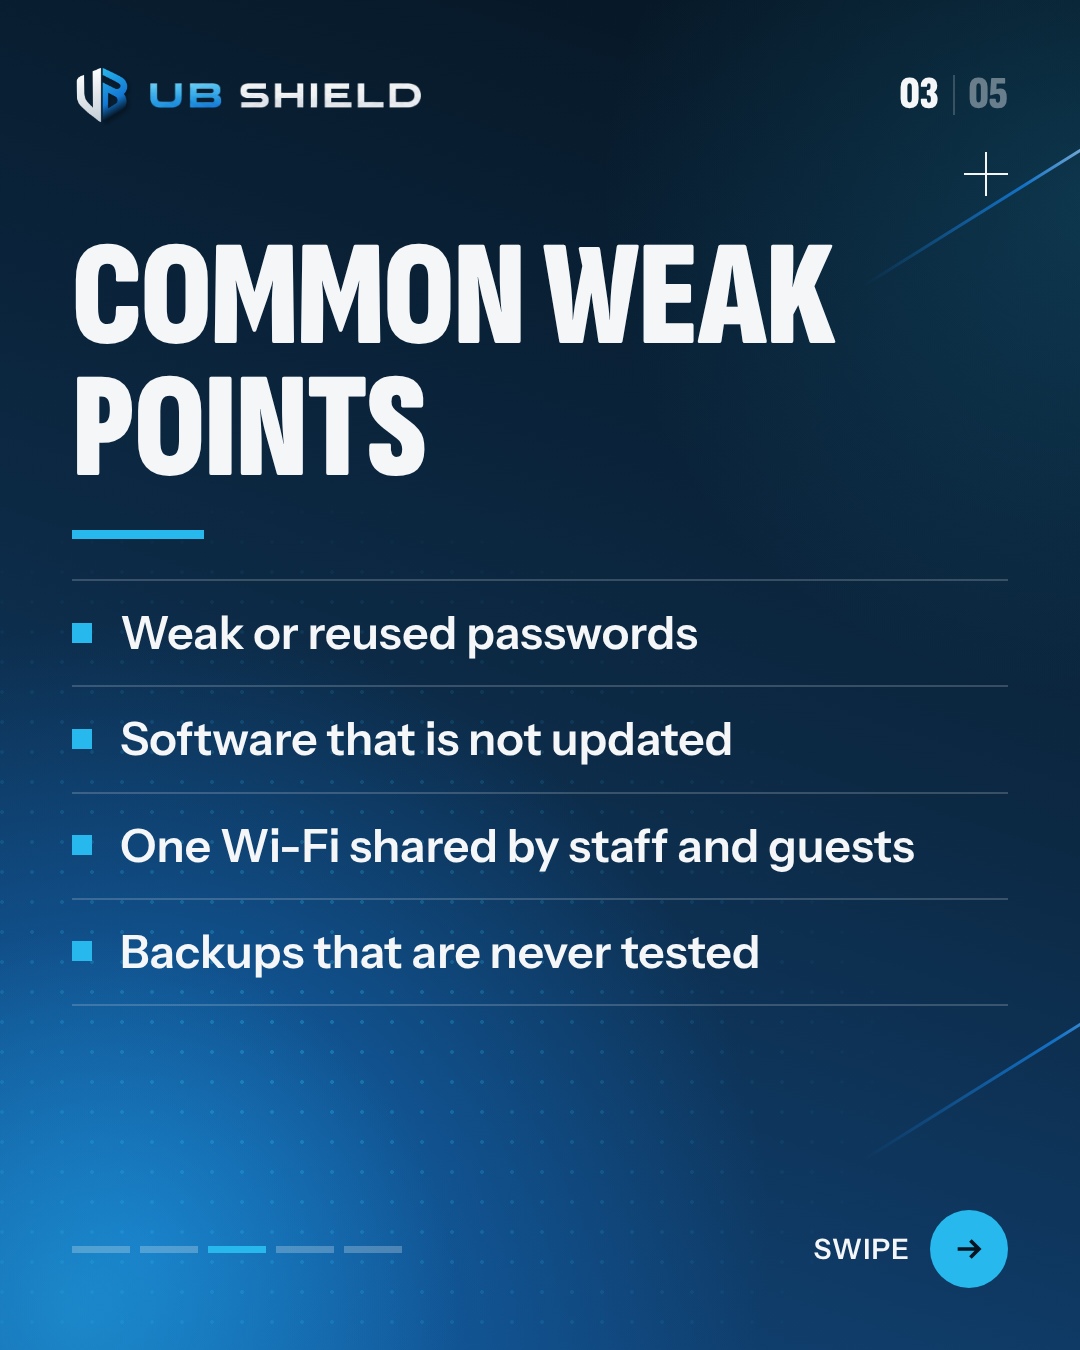 UB SHIELD
03 | 05
COMMON WEAK
POINTS
Weak or reused passwords
Software that is not updated
One Wi-Fi shared by staff and guests
Backups that are never tested
SWIPE